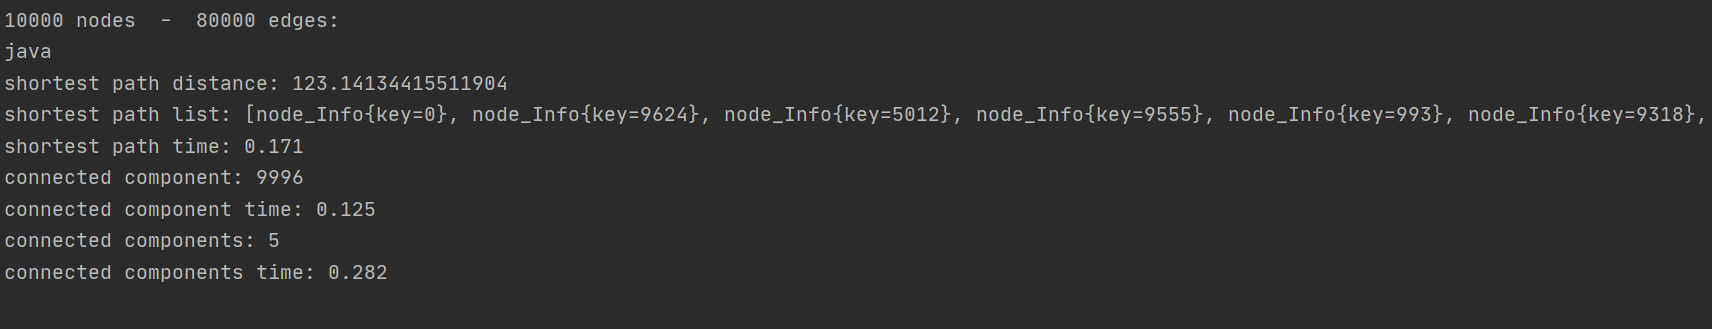 10000 nodes  -  80000 edges:
java
shortest path distance: 123.14134415511904
shortest path list: [node_Info{key=0}, node_Info{key=9624}, node_Info{key=5012}, node_Info{key=9555}, node_Info{key=993}, node_Info{key=9318},
shortest path time: 0.171
connected component: 9996
connected component time: 0.125
connected components: 5
connected components time: 0.282